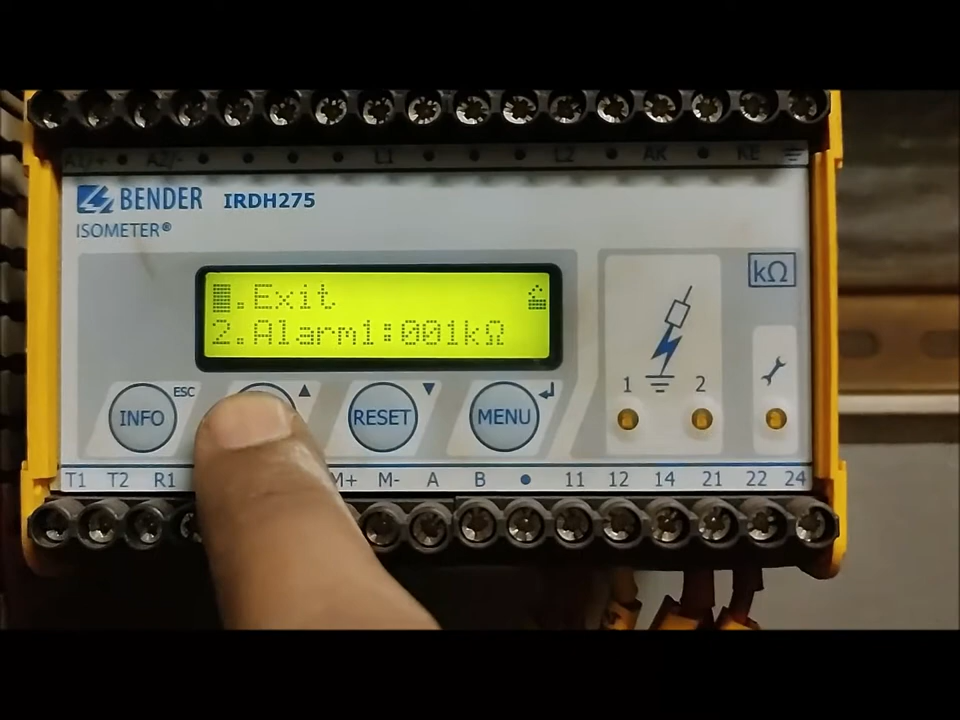 A1/+ A2/- L1 L2 AK KE
BENDER IRDH275
ISOMETER®
kΩ
.Exit
2.Alarm1:001kΩ
1 2
ESC
INFO
RESET
MENU
T1 T2 R1 M+ M- A B 11 12 14 21 22 24